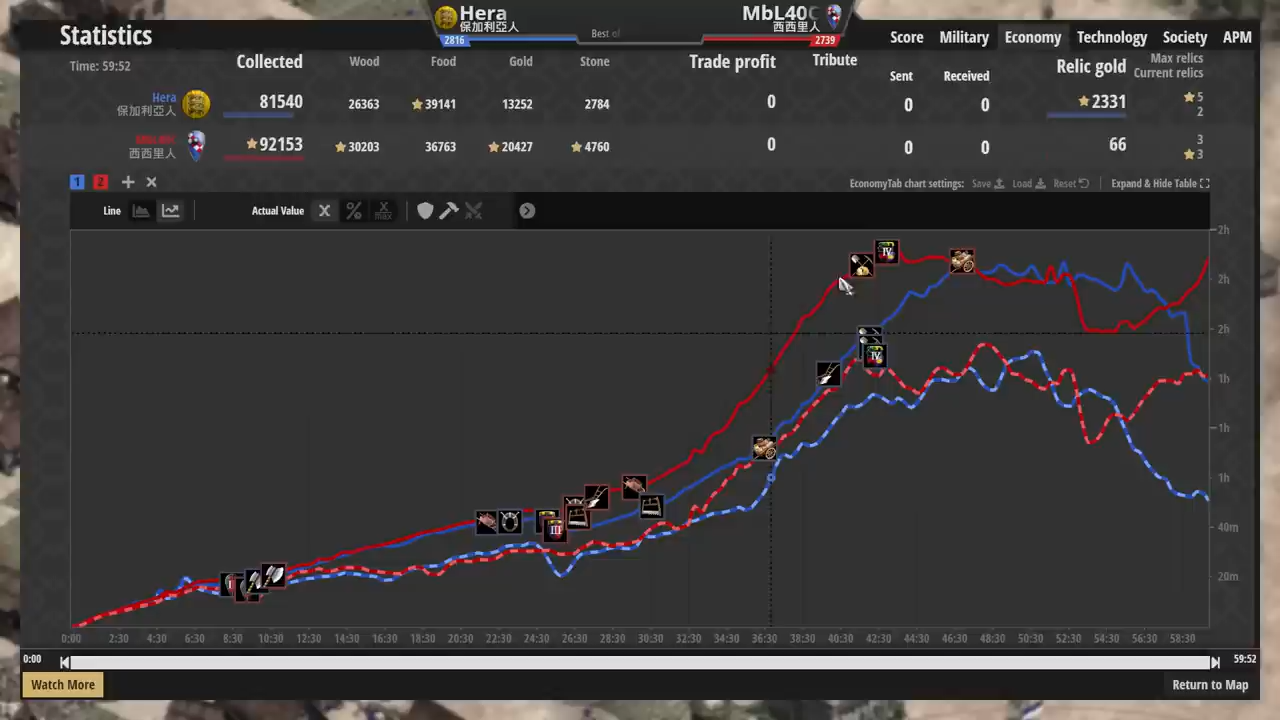 Hera
保加利亞人
2816
Best of
MbL40C
西西里人
2739
Statistics
Score Military Economy Technology Society APM
Time: 59:52
Collected Wood Food Gold Stone Trade profit Tribute Sent Received Relic gold Max relics Current relics
Hera
保加利亞人
81540 26363 39141 13252 2784 0 0 0 2331 5 2
西西里人
92153 30203 36763 20427 4760 0 0 0 66 3 3
1 2
EconomyTab chart settings: Save Load Reset Expand & Hide Table
Line Actual Value X % X max
2h
2h
2h
1h
1h
1h
40m
20m
IV
IV
III
0:00 2:30 4:30 6:30 8:30 10:30 12:30 14:30 16:30 18:30 20:30 22:30 24:30 26:30 28:30 30:30 32:30 34:30 36:30 38:30 40:30 42:30 44:30 46:30 48:30 50:30 52:30 54:30 56:30 58:30
0:00 59:52
Watch More
Return to Map